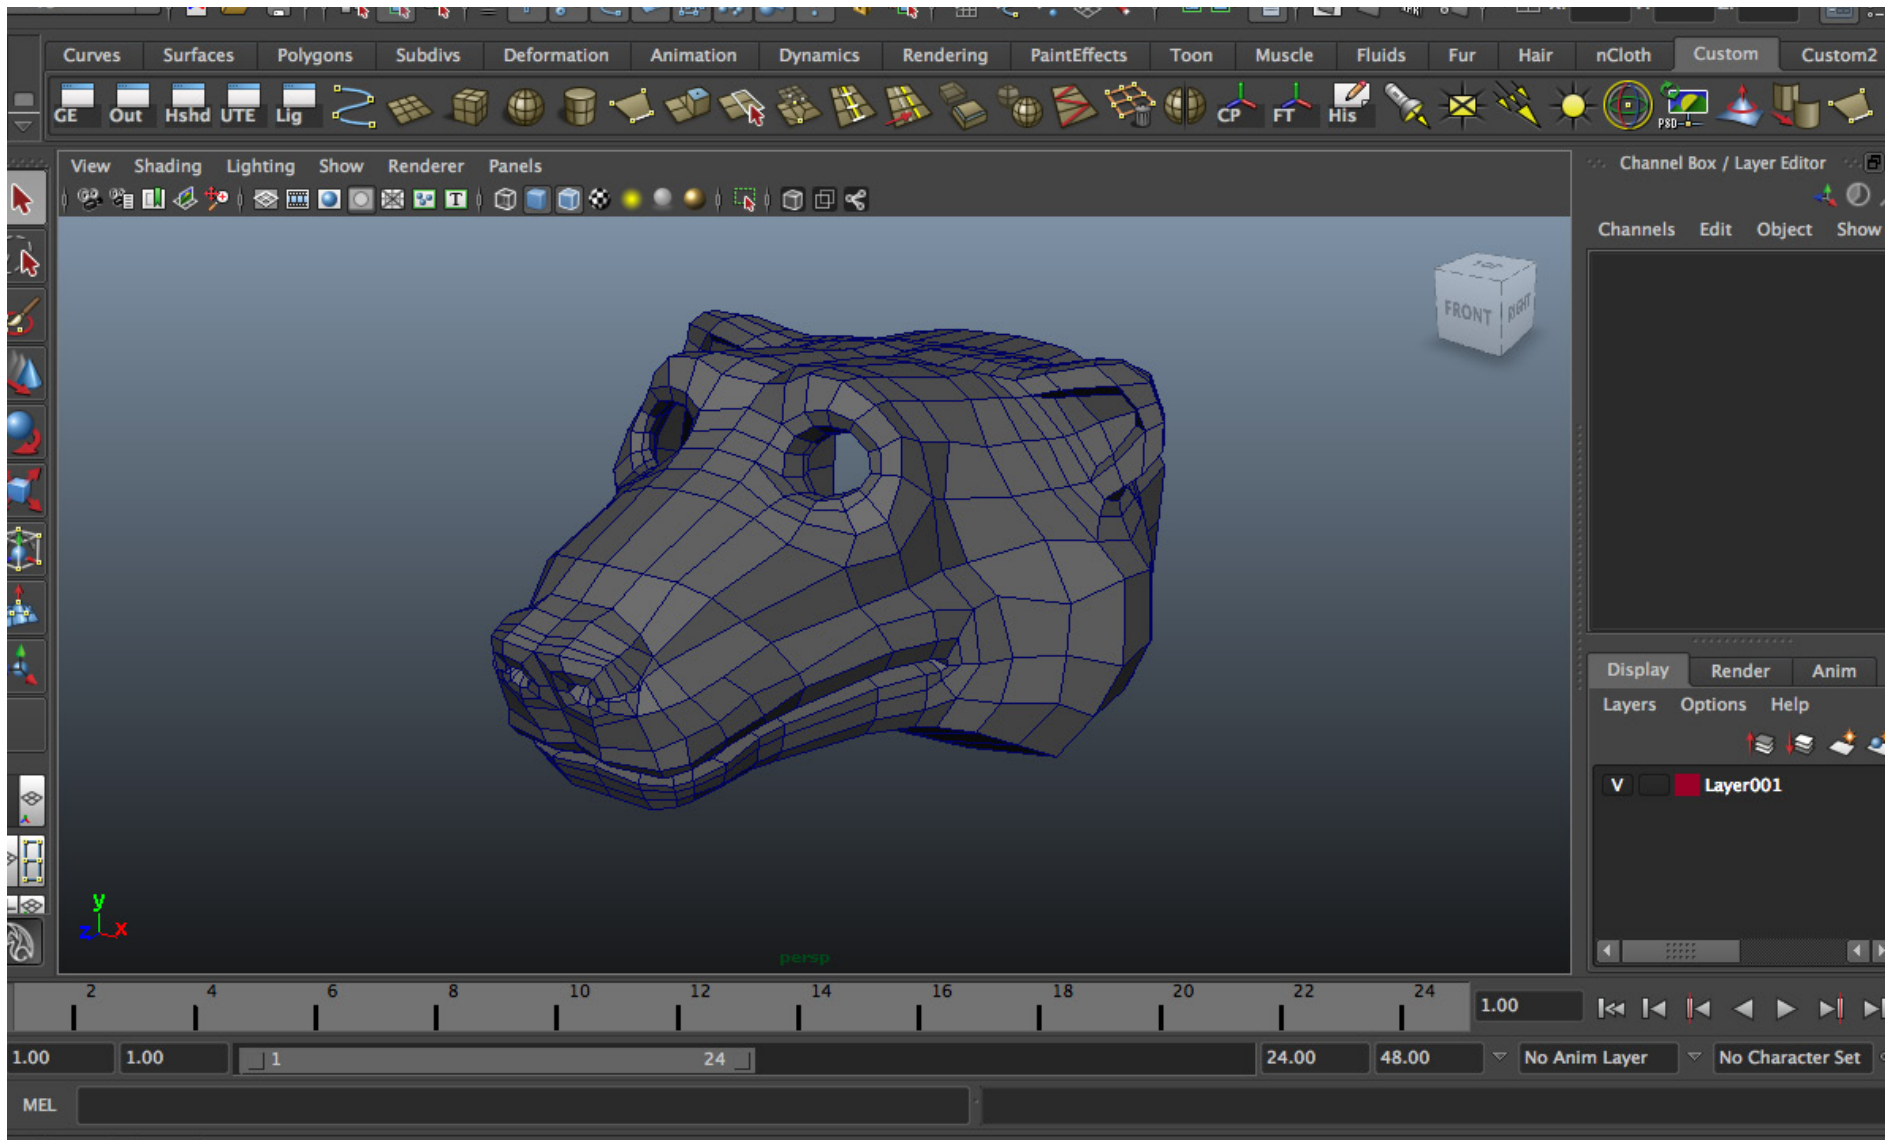 Curves Surfaces Polygons Subdivs Deformation Animation Dynamics Rendering PaintEffects Toon Muscle Fluids Fur Hair nCloth Custom Custom2
GE Out Hshd UTE Lig CP FT His PSD
View Shading Lighting Show Renderer Panels
Channel Box / Layer Editor
T
Channels Edit Object Show
TOP
FRONT RIGHT
Display Render Anim
Layers Options Help
V Layer001
y
z x
persp
2 4 6 8 10 12 14 16 18 20 22 24
1.00
1.00 1.00 1 24 24.00 48.00 No Anim Layer No Character Set
MEL